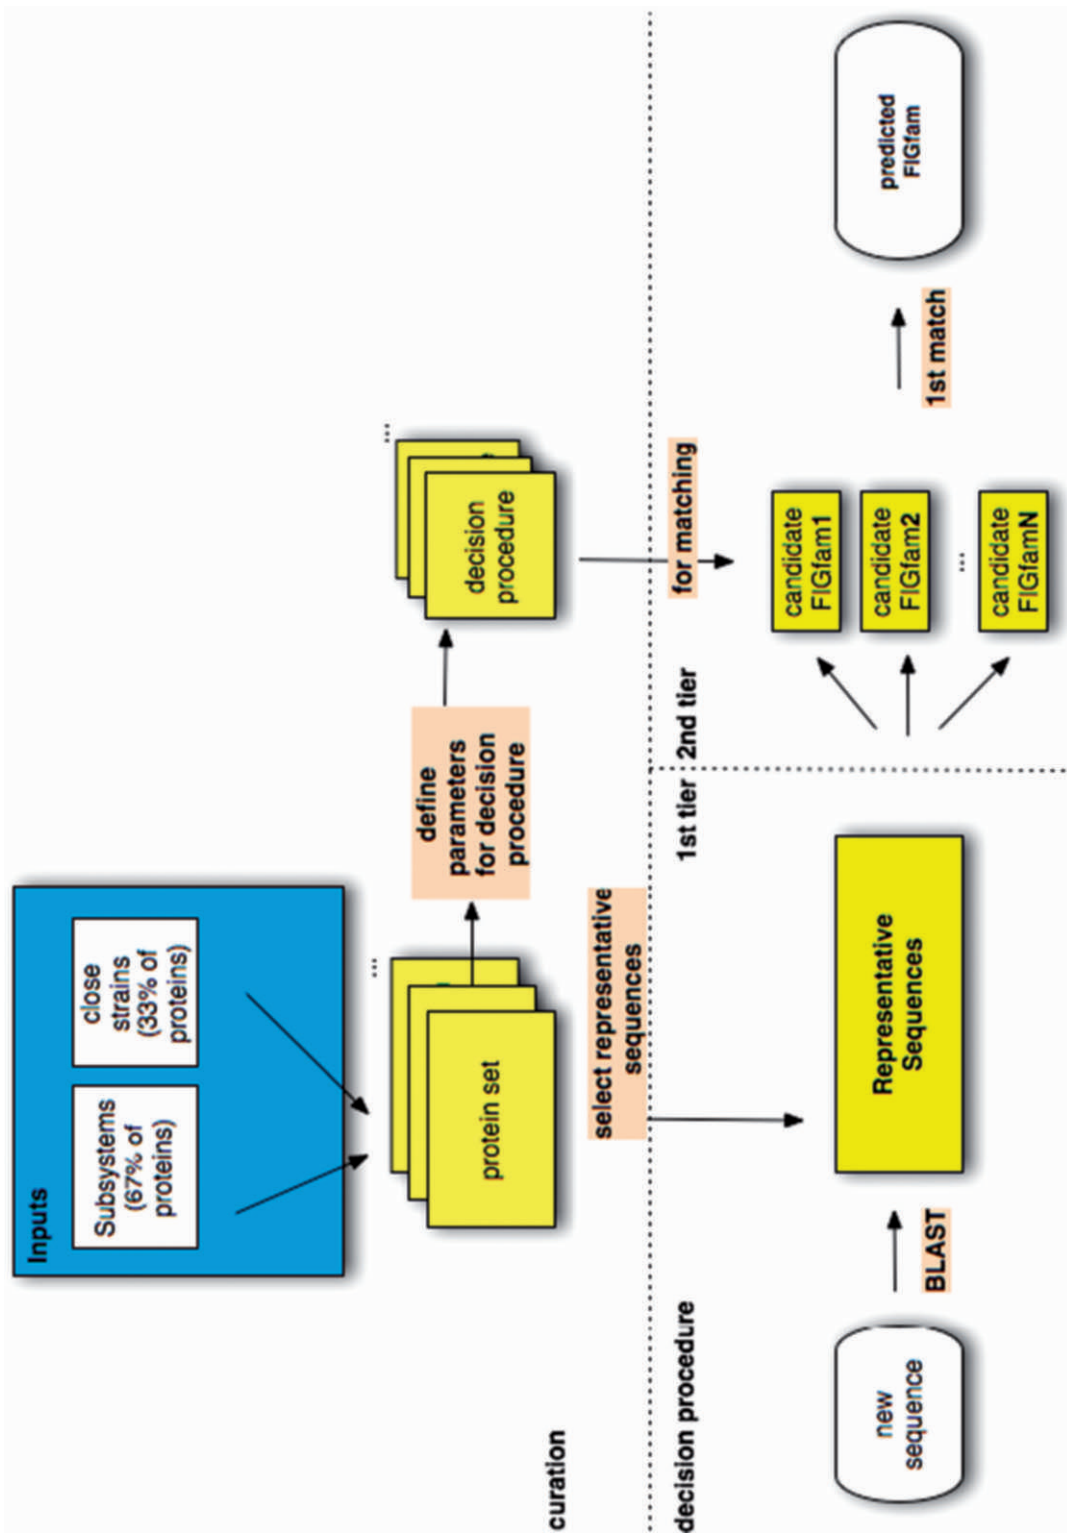 Inputs
Subsystems
(67% of
proteins)
close
strains
(33% of
proteins)
...
protein set
define
parameters
for decision
procedure
...
decision
procedure
curation
select representative
sequences
decision procedure
1st tier
2nd tier
for matching
new
sequence
BLAST
Representative
Sequences
candidate
FIGfam1
candidate
FIGfam2
...
candidate
FIGfamN
1st match
predicted
FIGfam